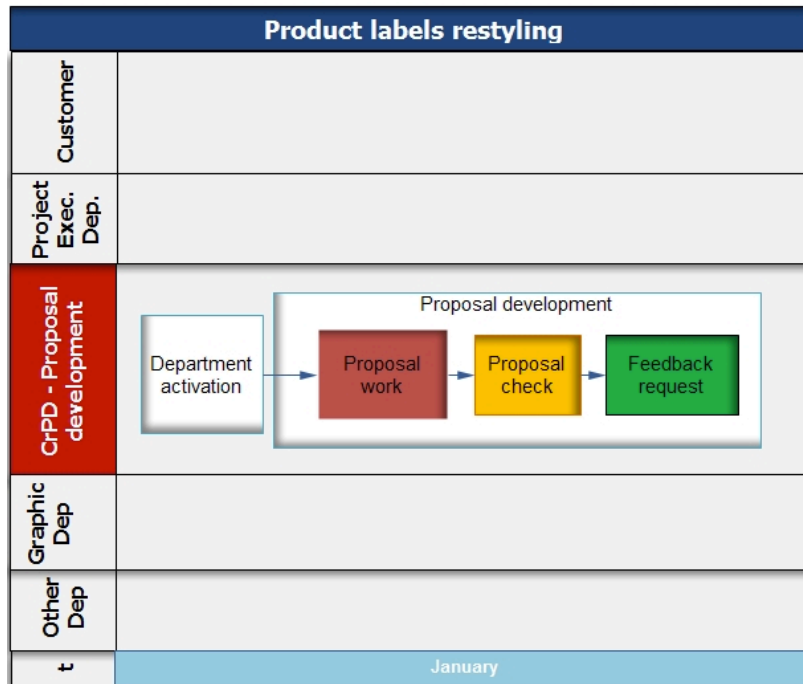 Product labels restyling
Customer
Project
Exec.
Dep.
CrPD - Proposal
development
Proposal development
Department
activation
Proposal
work
Proposal
check
Feedback
request
Graphic
Dep
Other
Dep
t
January